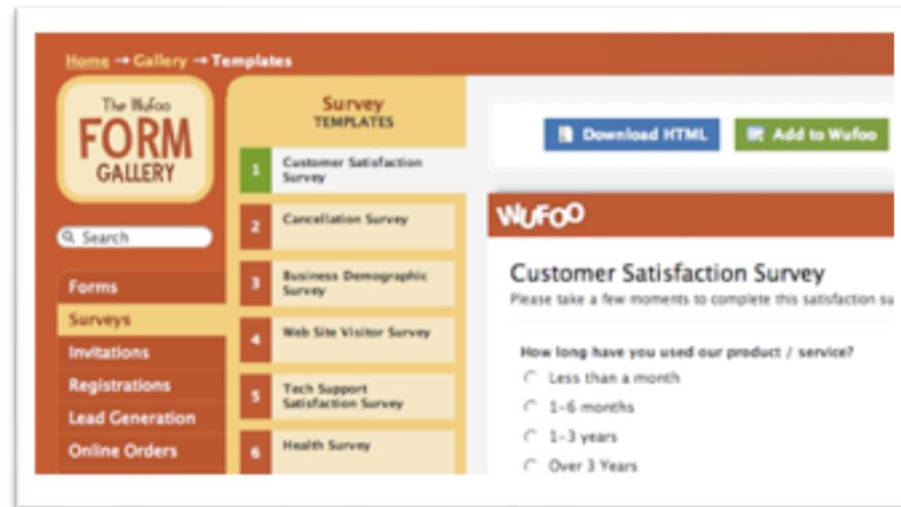 Home → Gallery → Templates
The Wufoo
FORM
GALLERY
Search
Forms
Surveys
Invitations
Registrations
Lead Generation
Online Orders
Survey
TEMPLATES
1
Customer Satisfaction
Survey
2
Cancellation Survey
3
Business Demographic
Survey
4
Web Site Visitor Survey
5
Tech Support
Satisfaction Survey
6
Health Survey
Download HTML
Add to Wufoo
WUFOO
Customer Satisfaction Survey
Please take a few moments to complete this satisfaction su
How long have you used our product / service?
Less than a month
1-6 months
1-3 years
Over 3 Years